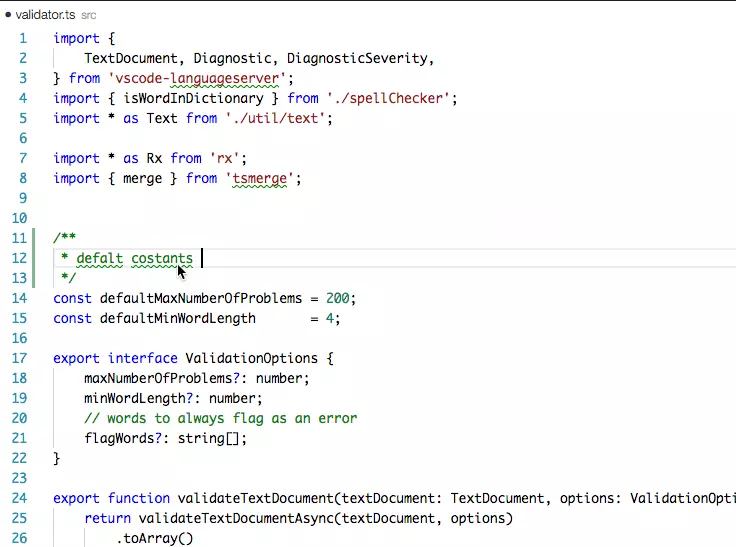 ● validator.ts src
1 import {
2 TextDocument, Diagnostic, DiagnosticSeverity,
3 } from 'vscode-languageserver';
4 import { isWordInDictionary } from './spellChecker';
5 import * as Text from './util/text';
6
7 import * as Rx from 'rx';
8 import { merge } from 'tsmerge';
9
10
11 /**
12 * defalt costants
13 */
14 const defaultMaxNumberOfProblems = 200;
15 const defaultMinWordLength = 4;
16
17 export interface ValidationOptions {
18 maxNumberOfProblems?: number;
19 minWordLength?: number;
20 // words to always flag as an error
21 flagWords?: string[];
22 }
23
24 export function validateTextDocument(textDocument: TextDocument, options: ValidationOpti
25 return validateTextDocumentAsync(textDocument, options)
26 .toArray()